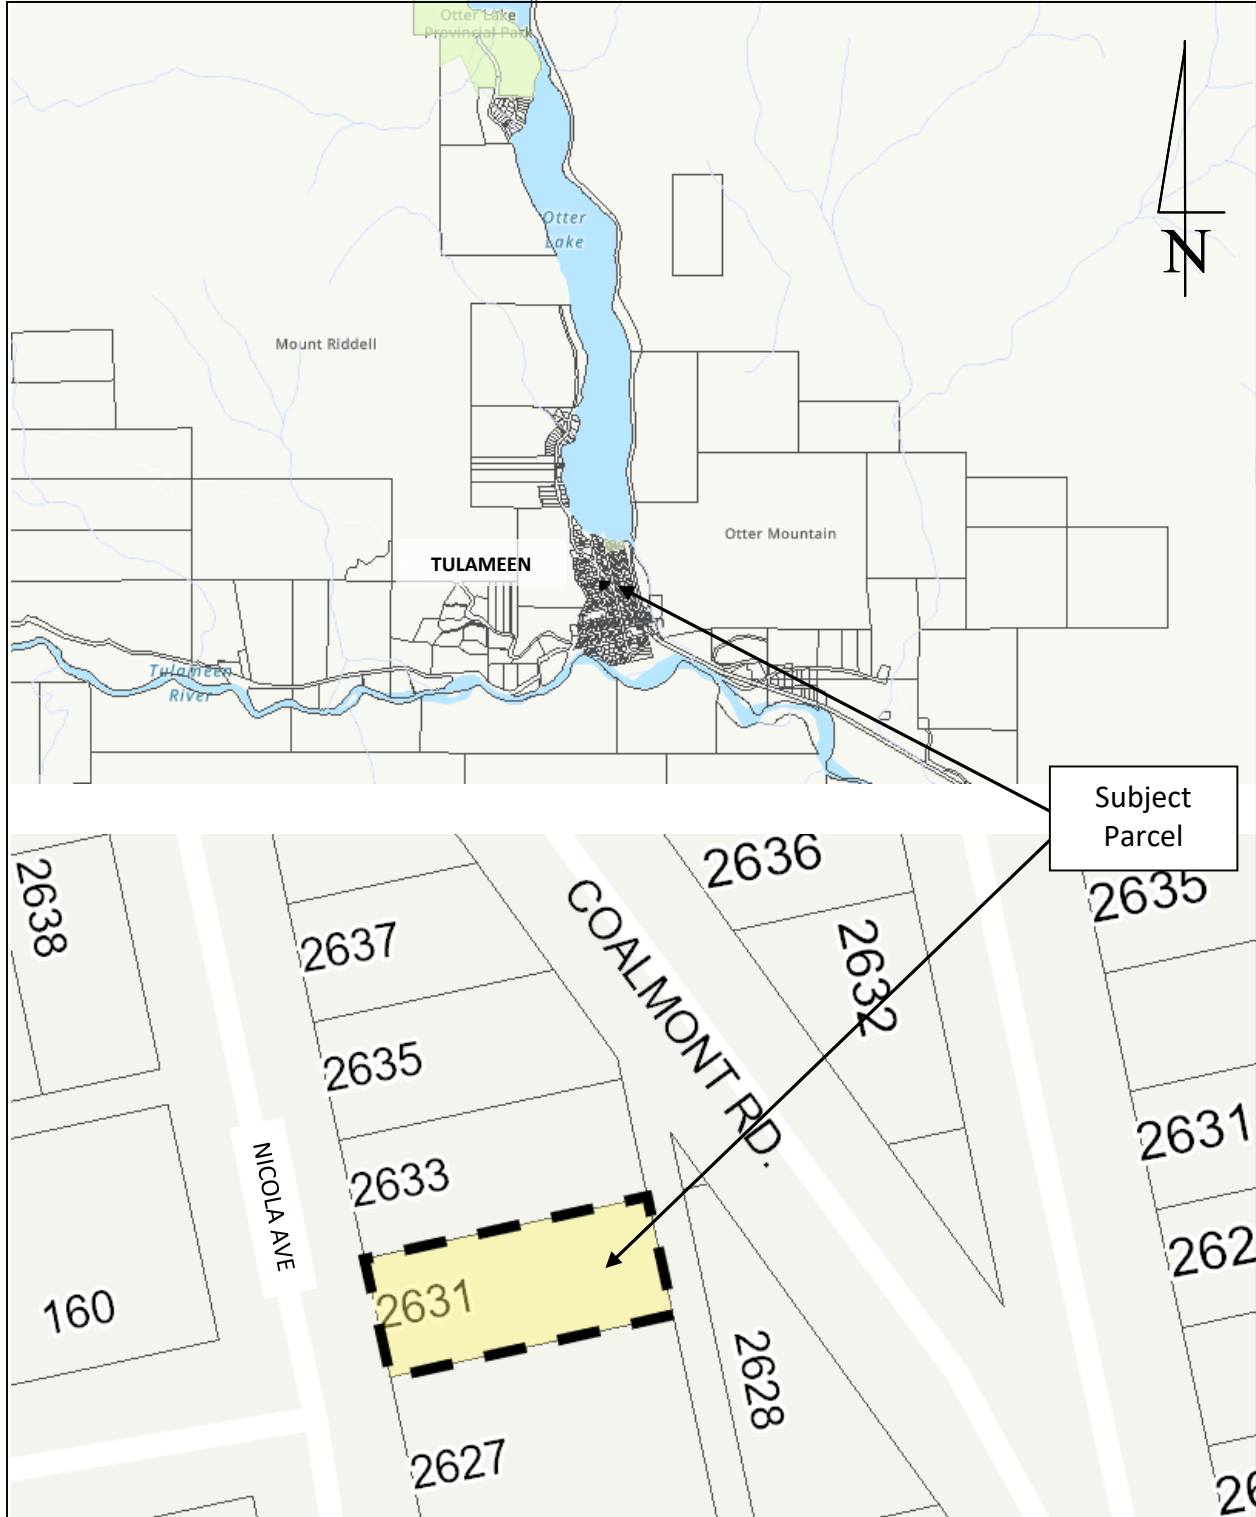 Otter Lake
Provincial Park
Otter
Lake
N
Mount Riddell
Otter Mountain
TULAMEEN
Tulameen
River
Subject
Parcel
2638
2637
COALMONT RD.
2636
2632
2635
2635
2633
2631
NICOLA AVE
160
2631
2628
2627